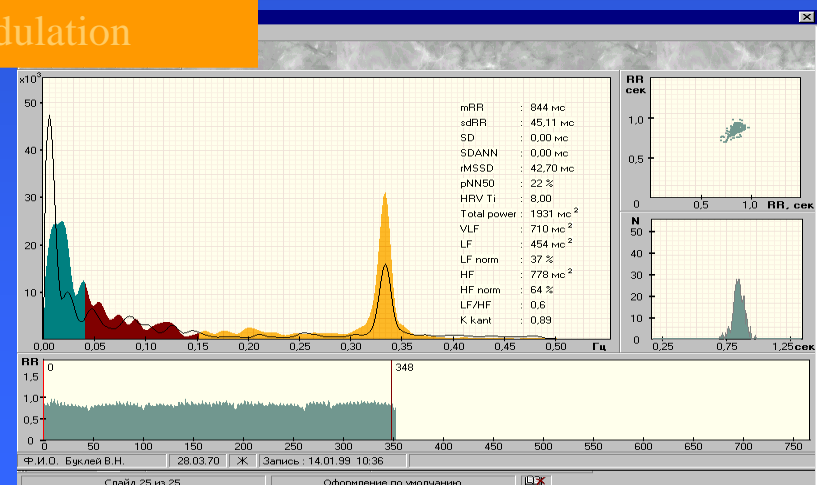 dulation
x10³
50
40
30
20
10
0,00 0,05 0,10 0,15 0,20 0,25 0,30 0,35 0,40 0,45 0,50 Гц
mRR : 844 мс
sdRR : 45,11 мс
SD : 0,00 мс
SDANN : 0,00 мс
rMSSD : 42,70 мс
pNN50 : 22 %
HRV Ti : 8,00
Total power : 1931 мс²
VLF : 710 мс²
LF : 454 мс²
LF norm : 37 %
HF : 778 мс²
HF norm : 64 %
LF/HF : 0,6
K kant : 0,89
RR
сек
1,0
0,5
0 0,5 1,0 RR, сек
N
50
40
30
20
10
0
0,25 0,75 1,25 сек
RR
1,5
1,0
0,5
0
0 348
0 50 100 150 200 250 300 350 400 450 500 550 600 650 700 750
Ф.И.О. Буклей В.Н. 28.03.70 Ж Запись : 14.01.99 10:36
Слайд 25 из 25 Оформление по умолчанию